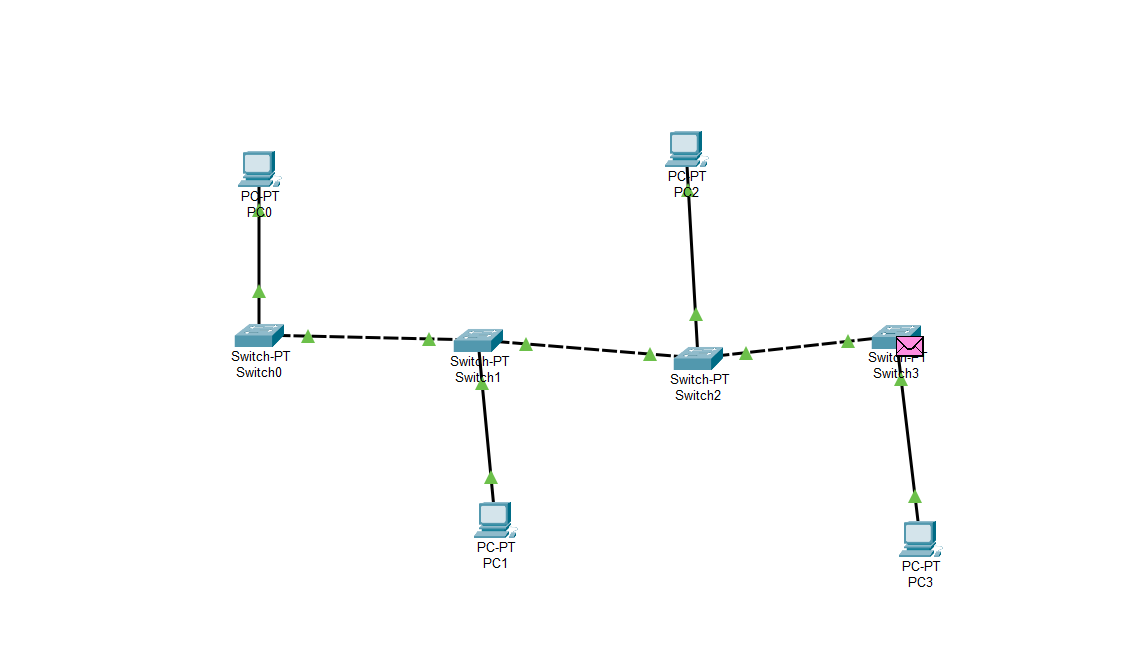 PC-PT
PC0
PC-PT
PC2
Switch-PT
Switch0
Switch-PT
Switch1
Switch-PT
Switch2
Switch-PT
Switch3
PC-PT
PC1
PC-PT
PC3